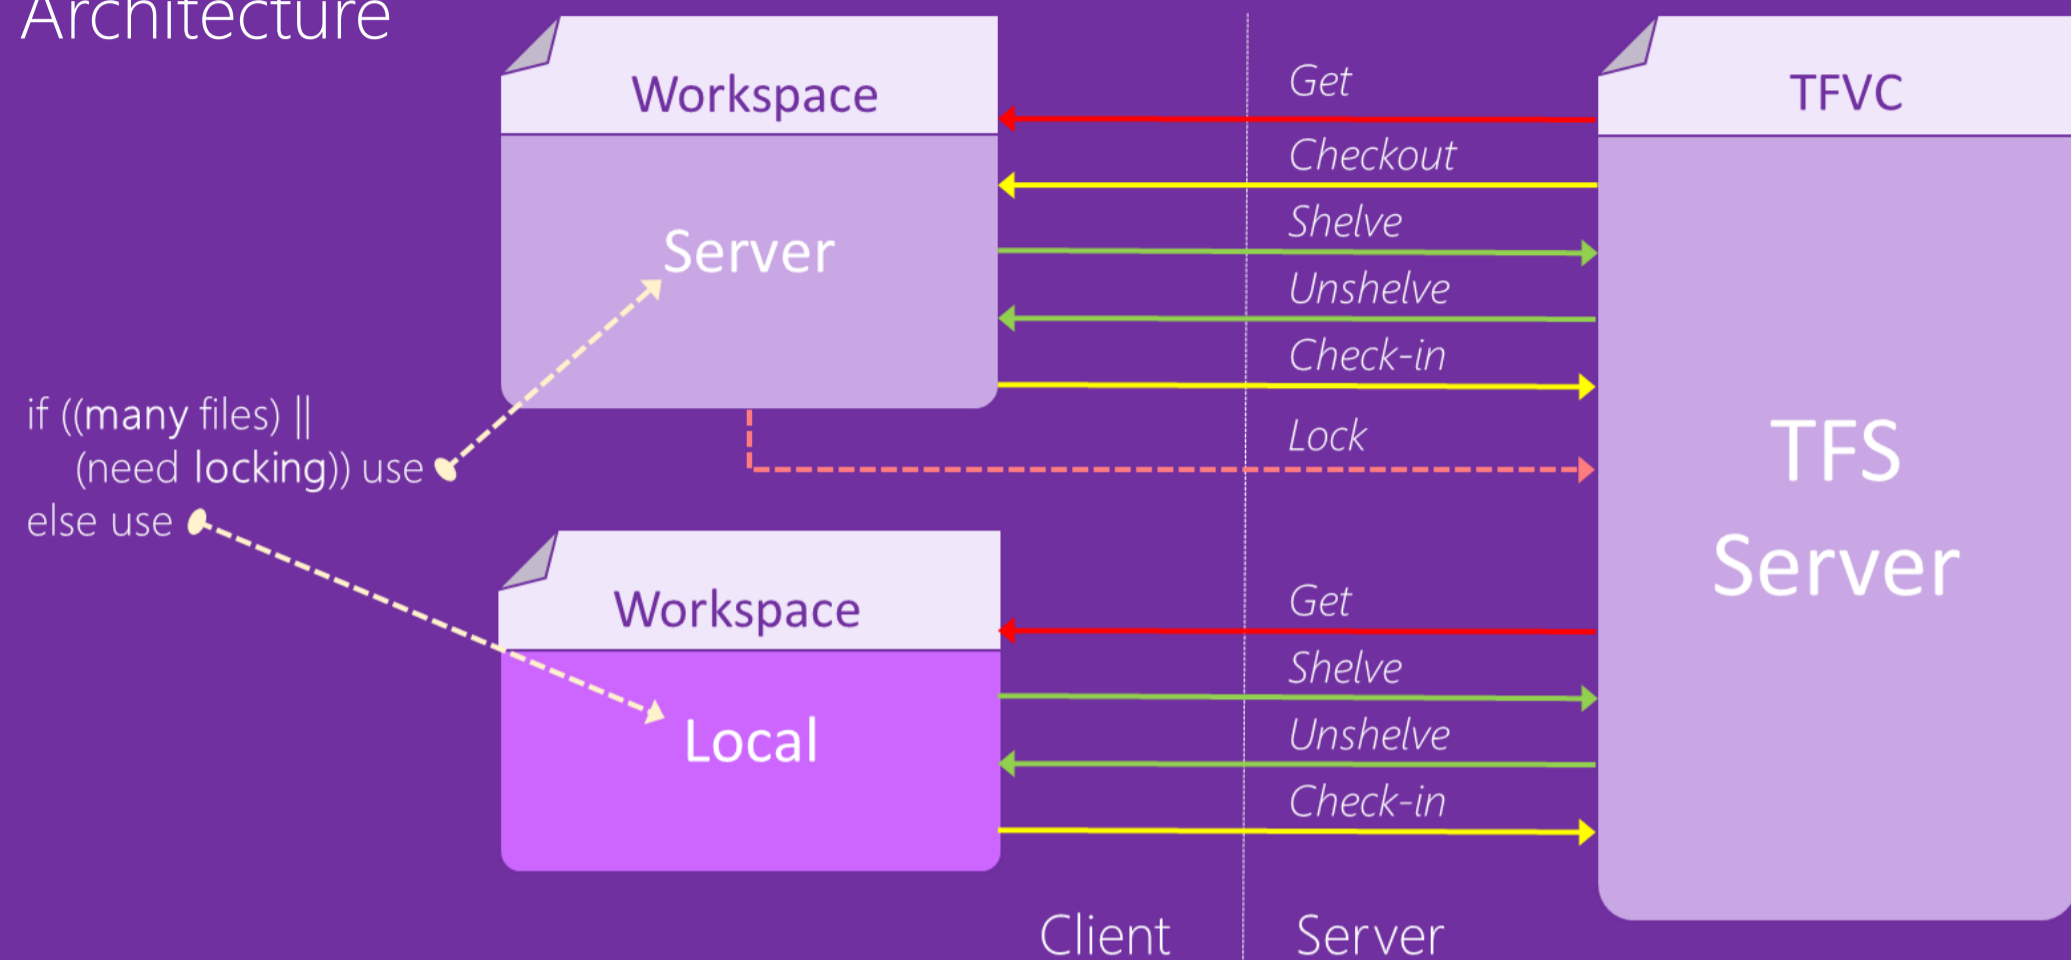 Architecture
Workspace
Server
Get
Checkout
Shelve
Unshelve
Check-in
Lock
TFVC
TFS
Server
if ((many files) ||
(need locking)) use
else use
Workspace
Local
Get
Shelve
Unshelve
Check-in
Client
Server